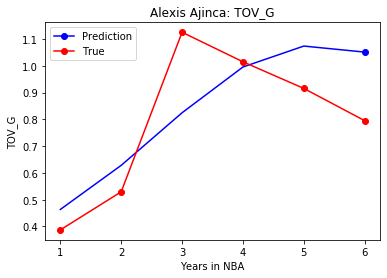 Alexis Ajinca: TOV_G
Prediction
True
1.1
1.0
0.9
0.8
0.7
0.6
0.5
0.4
TOV_G
1 2 3 4 5 6
Years in NBA